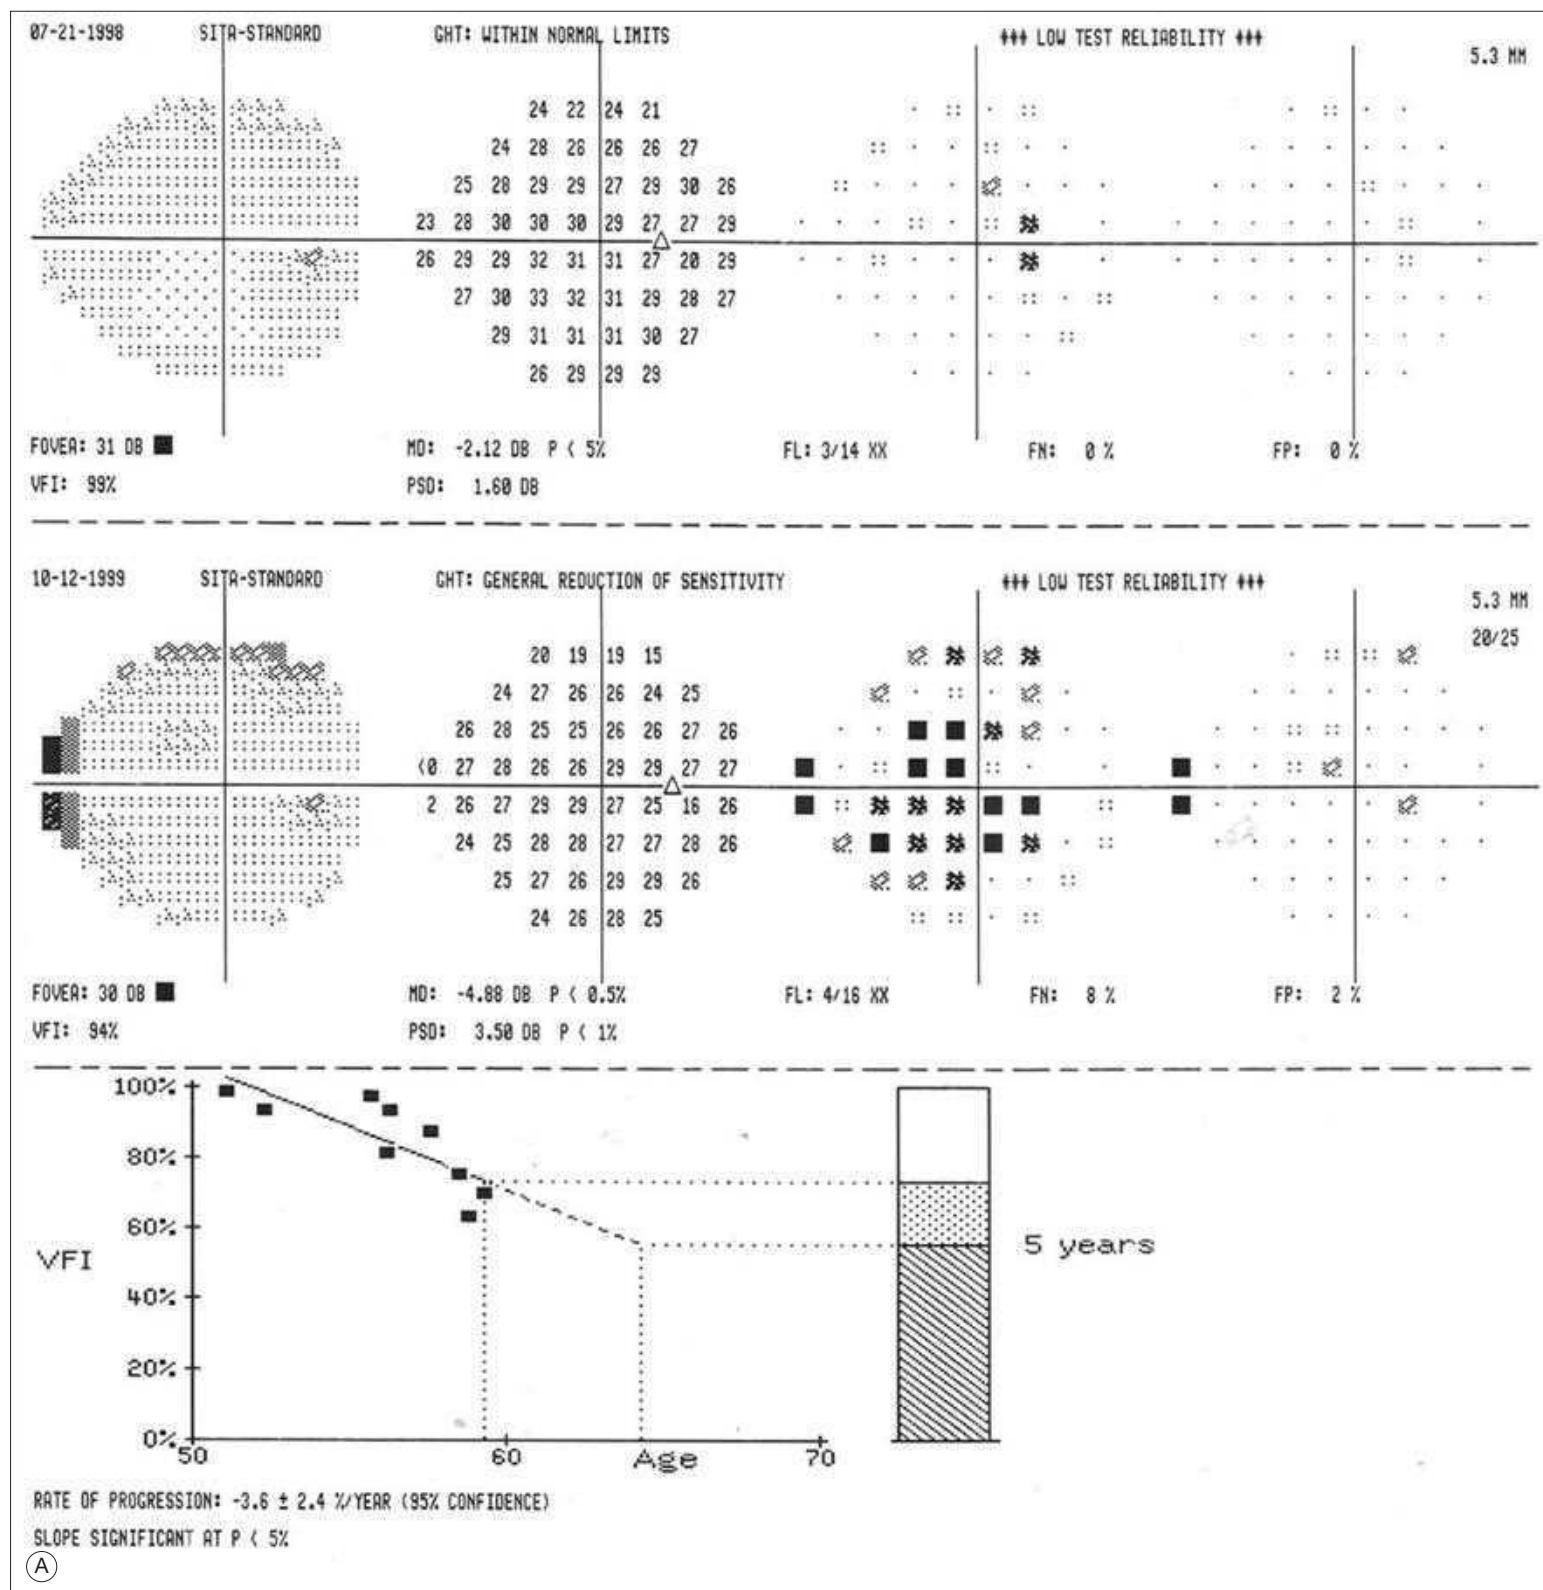 07-21-1998 SITA-STANDARD GHT: WITHIN NORMAL LIMITS +++ LOW TEST RELIABILITY +++
5.3 MM
24 22 24 21
24 28 28 26 26 27
25 28 29 29 27 29 30 26
23 28 30 30 30 29 27 27 29
26 29 29 32 31 31 27 20 29
27 30 33 32 31 29 28 27
29 31 31 31 30 27
26 29 29 29
FOVEA: 31 DB MD: -2.12 DB P < 5% FL: 3/14 XX FN: 0 % FP: 0 %
VFI: 99% PSD: 1.60 DB
10-12-1999 SITA-STANDARD GHT: GENERAL REDUCTION OF SENSITIVITY +++ LOW TEST RELIABILITY +++
5.3 MM
20/25
20 19 19 15
24 27 26 26 24 25
26 28 25 25 26 26 27 26
<0 27 28 26 26 29 29 27 27
2 26 27 29 29 27 25 16 26
24 25 28 28 27 27 28 26
25 27 26 29 29 26
24 26 28 25
FOVEA: 30 DB MD: -4.88 DB P < 0.5% FL: 4/16 XX FN: 8 % FP: 2 %
VFI: 94% PSD: 3.50 DB P < 1%
100%
80%
60%
VFI
5 years
40%
20%
0%
50 60 Age 70
RATE OF PROGRESSION: -3.6 ± 2.4 %/YEAR (95% CONFIDENCE)
SLOPE SIGNIFICANT AT P < 5%
A